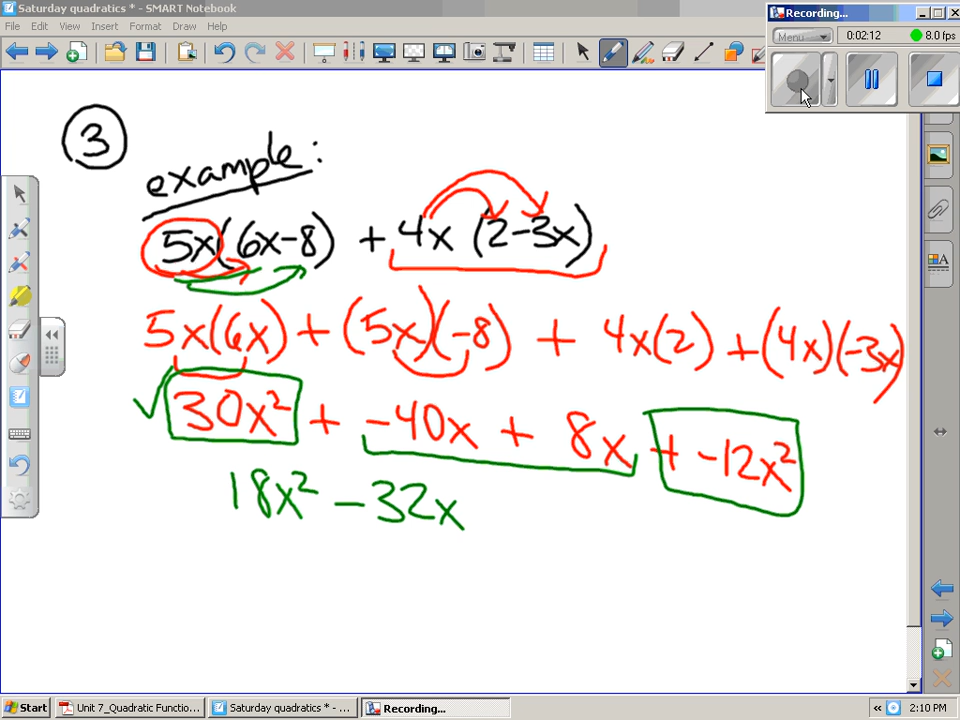 Saturday quadratics * - SMART Notebook
File Edit View Insert Format Draw Help
Recording...
Menu 0:02:12 8.0 fps
3
example:
5x(6x-8) + 4x (2-3x)
5x(6x) + (5x)(-8) + 4x(2) + (4x)(-3x)
√ 30x² + -40x + 8x + -12x²
18x² - 32x
Start Unit 7_Quadratic Functio... Saturday quadratics * - ... Recording... 2:10 PM